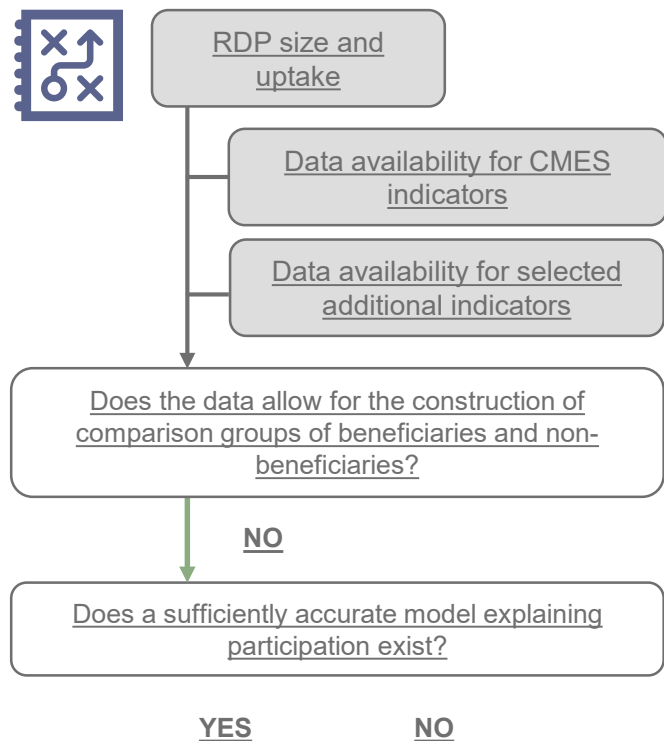 RDP size and
uptake
Data availability for CMES
indicators
Data availability for selected
additional indicators
Does the data allow for the construction of
comparison groups of beneficiaries and non-
beneficiaries?
NO
Does a sufficiently accurate model explaining
participation exist?
YES NO